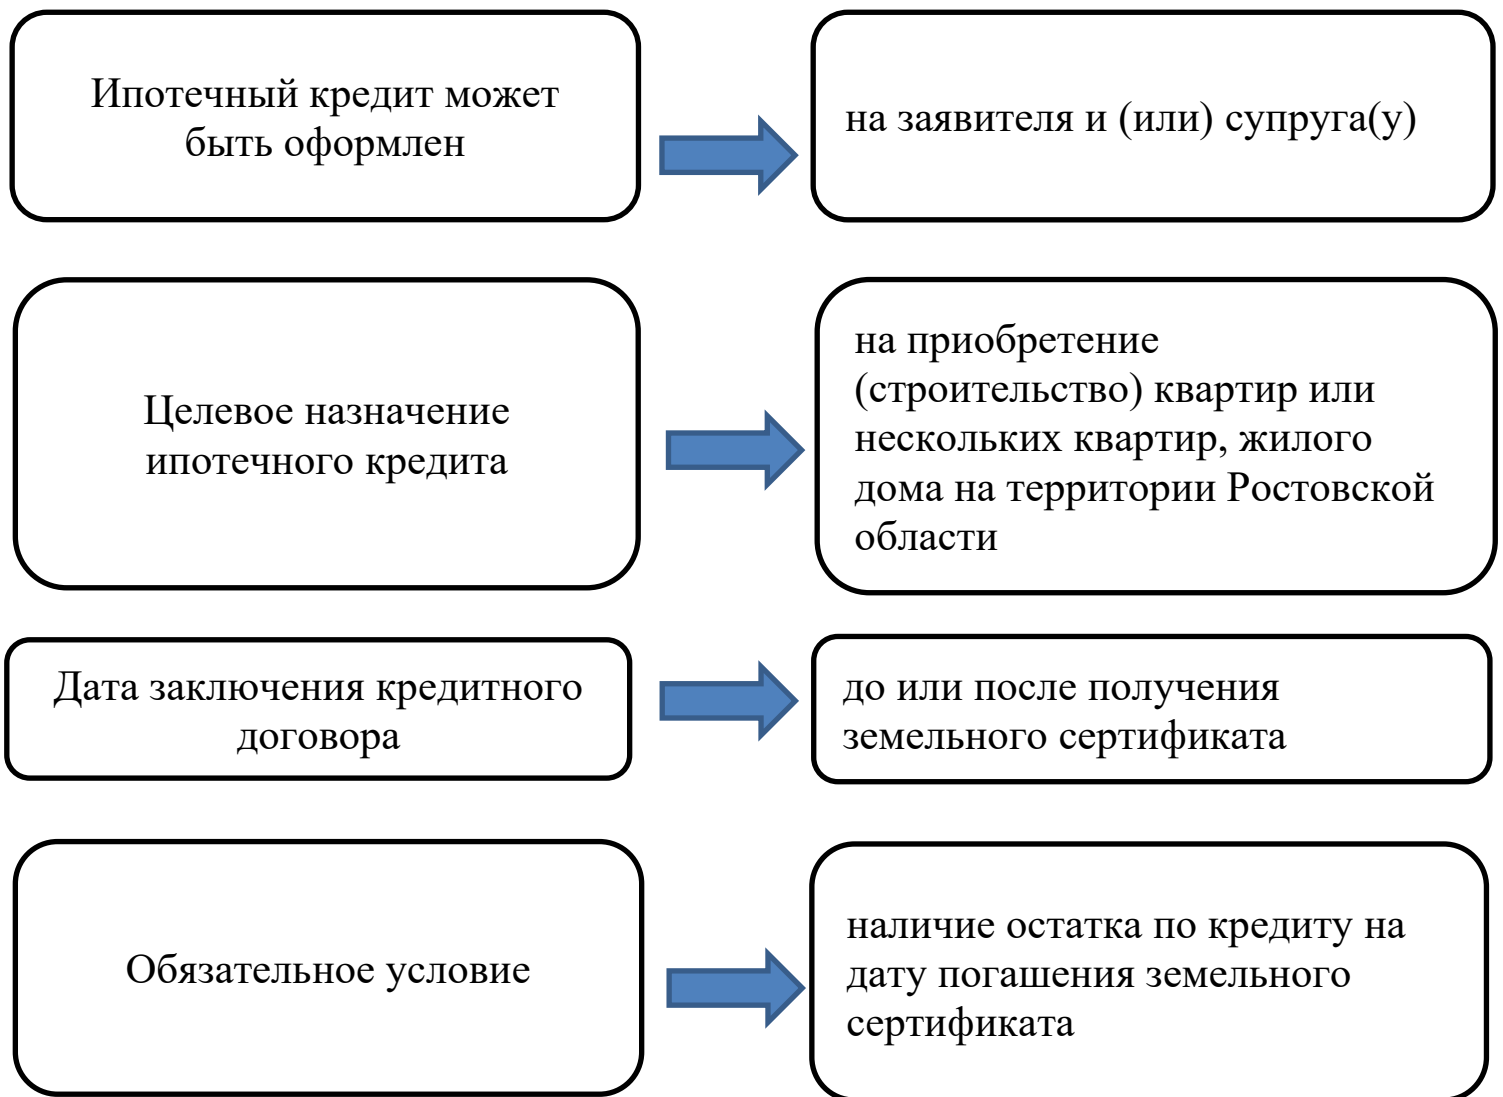 Ипотечный кредит может
быть оформлен
на заявителя и (или) супруга(у)
Целевое назначение
ипотечного кредита
на приобретение
(строительство) квартир или
нескольких квартир, жилого
дома на территории Ростовской
области
Дата заключения кредитного
договора
до или после получения
земельного сертификата
Обязательное условие
наличие остатка по кредиту на
дату погашения земельного
сертификата